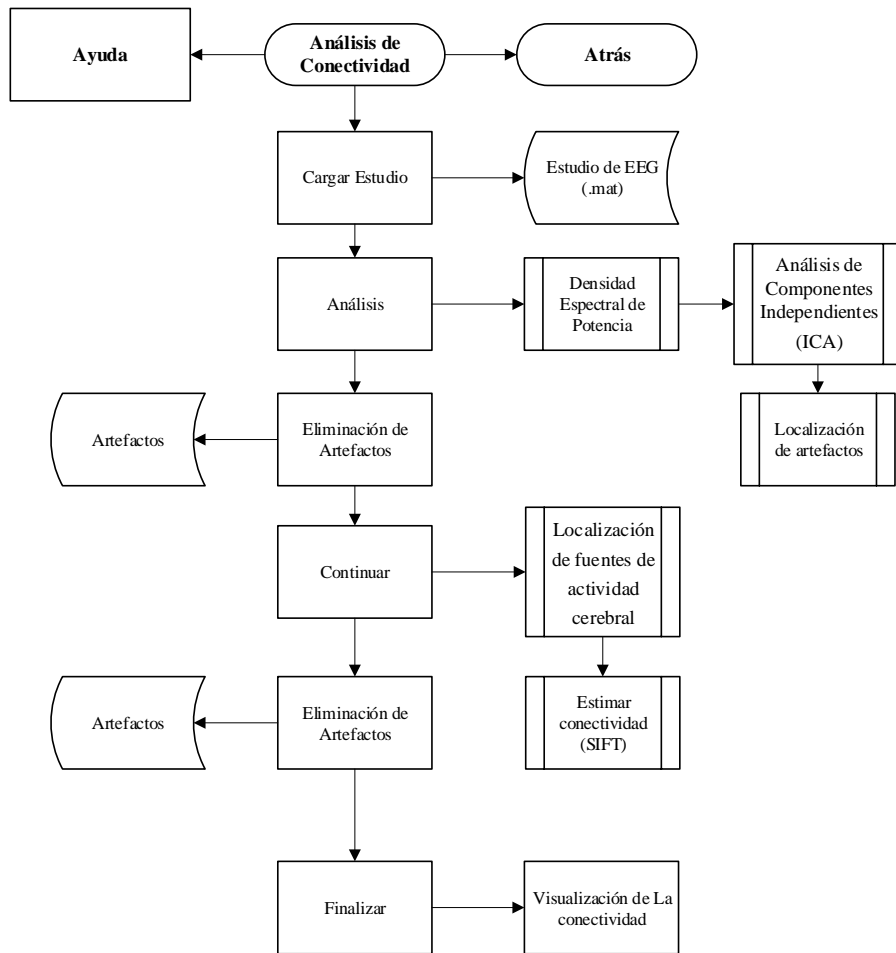 Ayuda
Análisis de
Conectividad
Atrás
Cargar Estudio
Estudio de EEG
(.mat)
Análisis
Densidad
Espectral de
Potencia
Análisis de
Componentes
Independientes
(ICA)
Artefactos
Eliminación de
Artefactos
Localización
de artefactos
Continuar
Localización
de fuentes de
actividad
cerebral
Artefactos
Eliminación de
Artefactos
Estimar
conectividad
(SIFT)
Finalizar
Visualización de La
conectividad